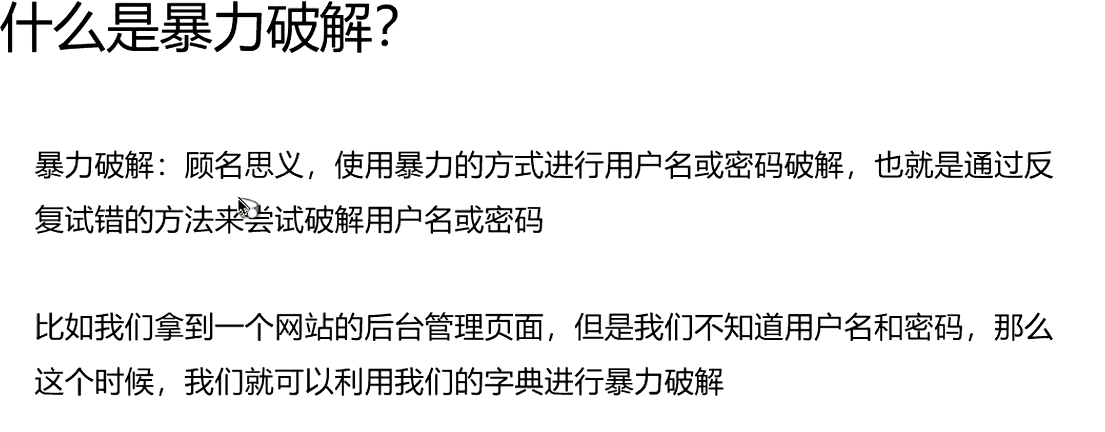 什么是暴力破解？
暴力破解：顾名思义，使用暴力的方式进行用户名或密码破解，也就是通过反
复试错的方法来尝试破解用户名或密码
比如我们拿到一个网站的后台管理页面，但是我们不知道用户名和密码，那么
这个时候，我们就可以利用我们的字典进行暴力破解